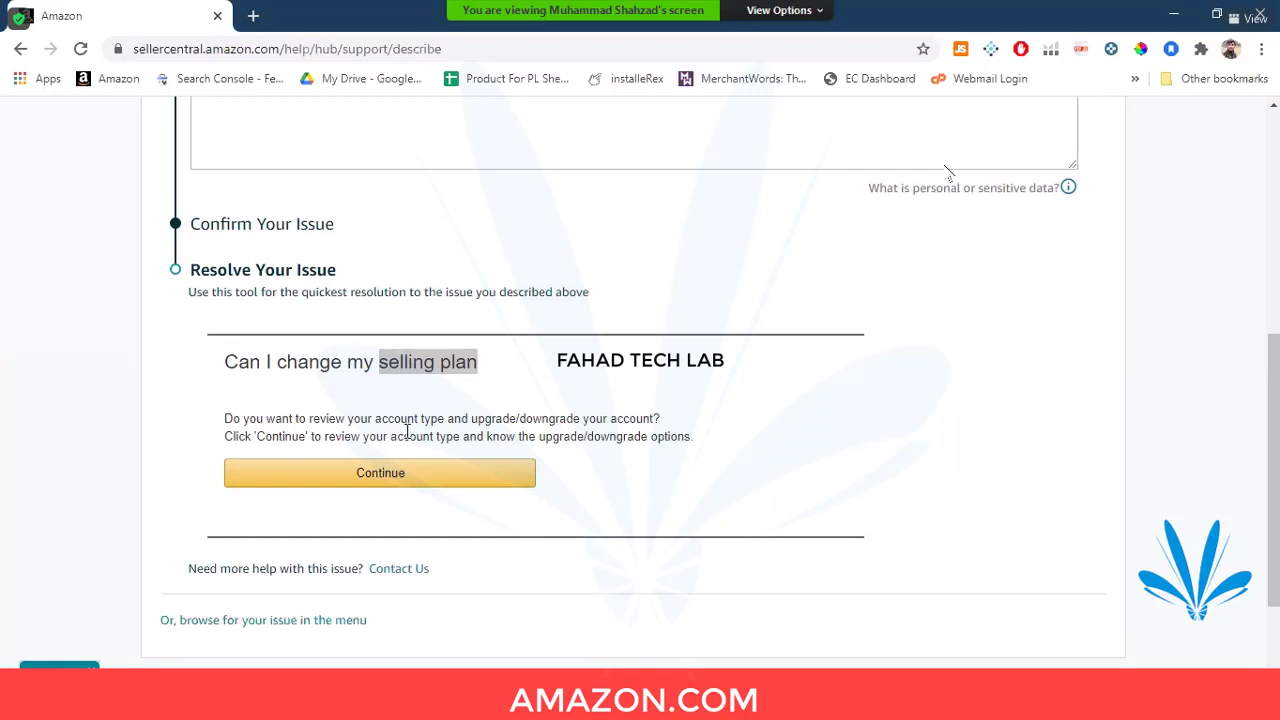 Amazon
You are viewing Muhammad Shahzad's screen
View Options
View
sellercentral.amazon.com/help/hub/support/describe
Apps
Amazon
Search Console - Fe...
My Drive - Google...
Product For PL She...
installeRex
MerchantWords: Th...
EC Dashboard
Webmail Login
»
Other bookmarks
What is personal or sensitive data?
Confirm Your Issue
Resolve Your Issue
Use this tool for the quickest resolution to the issue you described above
Can I change my selling plan
FAHAD TECH LAB
Do you want to review your account type and upgrade/downgrade your account?
Click 'Continue' to review your account type and know the upgrade/downgrade options.
Continue
Need more help with this issue? Contact Us
Or, browse for your issue in the menu
AMAZON.COM